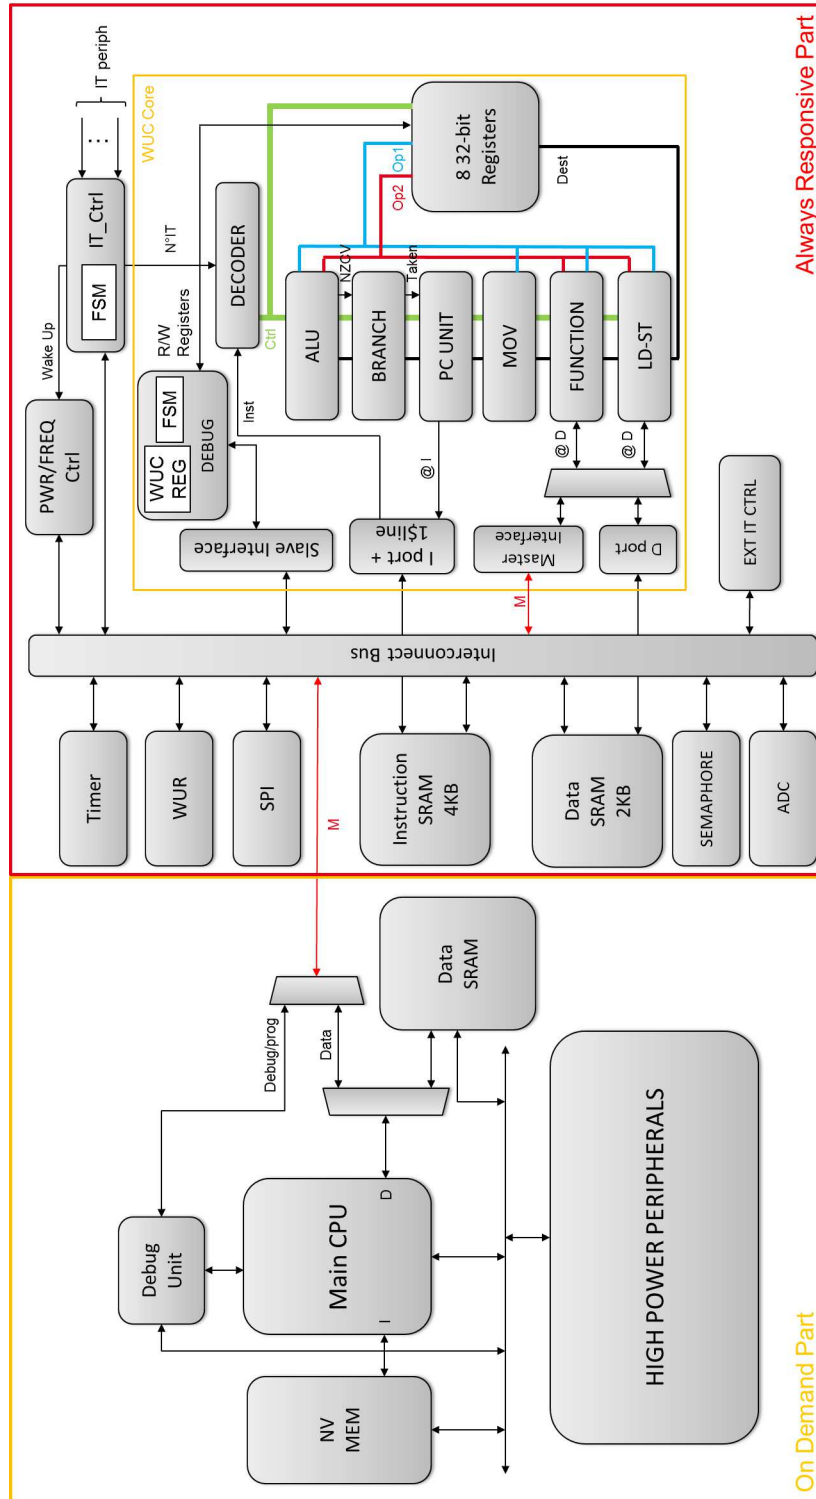 On Demand Part
Always Responsive Part
NV
MEM
Debug
Unit
Main CPU
I
D
Debug/prog
Data
Data
SRAM
HIGH POWER PERIPHERALS
M
Timer
WUR
SPI
Instruction
SRAM
4KB
Data
SRAM
2KB
SEMAPHORE
ADC
Interconnect Bus
PWR/FREQ
Ctrl
Wake Up
IT_Ctrl
FSM
IT periph
...
N°IT
WUC Core
R/W
Registers
WUC
REG
FSM
DEBUG
Slave Interface
I port +
1$line
Inst
@ I
Master
Interface
M
D port
@ D
@ D
EXT IT CTRL
DECODER
Ctrl
ALU
NZCV
BRANCH
Taken
PC UNIT
MOV
FUNCTION
LD-ST
Op2
Op1
8 32-bit
Registers
Dest